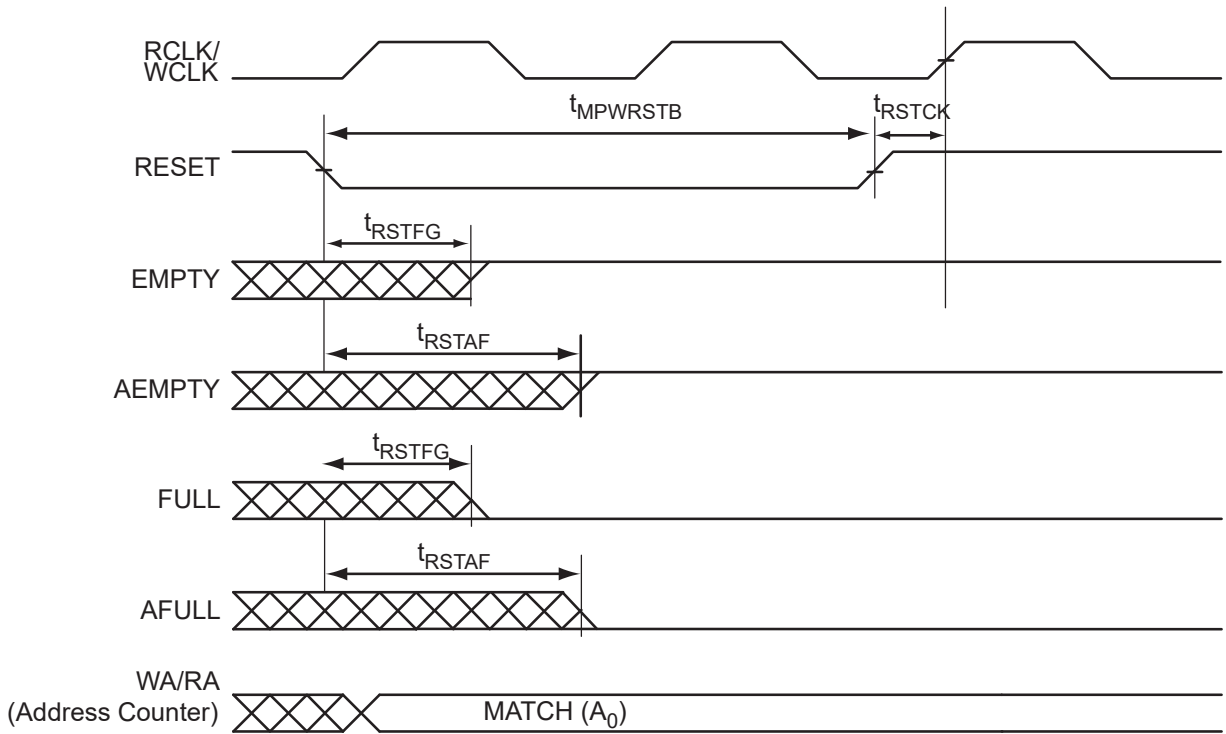 RCLK/
WCLK
tMPWRSTB
tRSTCK
RESET
tRSTFG
EMPTY
tRSTAF
AEMPTY
tRSTFG
FULL
tRSTAF
AFULL
WA/RA
(Address Counter)
MATCH (A0)